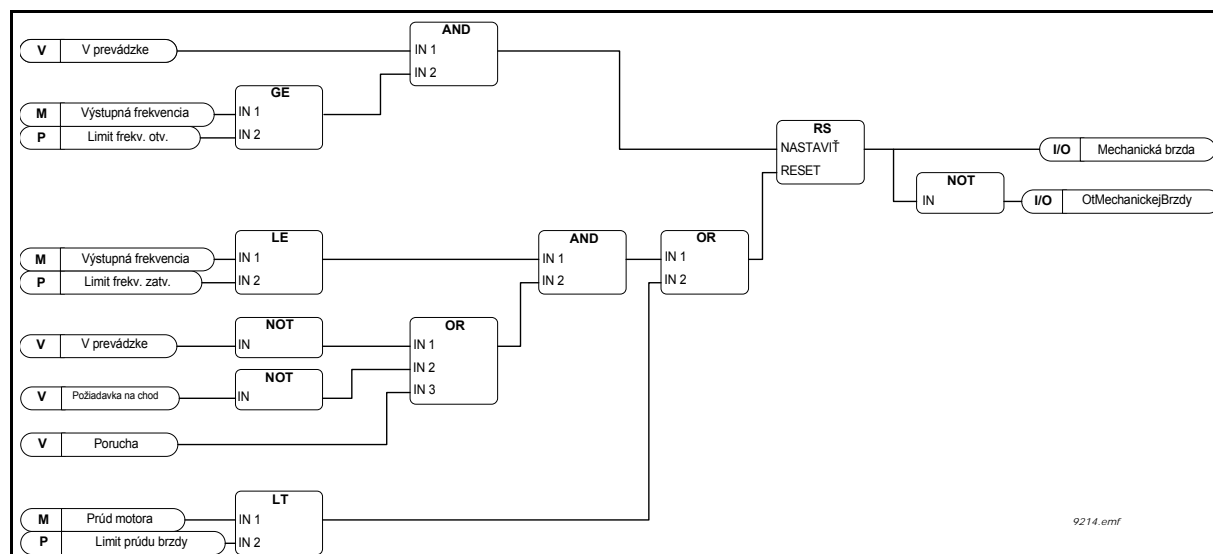 AND
V V prevádzke IN 1
IN 2
GE
M Výstupná frekvencia IN 1
P Limit frekv. otv. IN 2
RS
NASTAVIŤ
RESET
I/O Mechanická brzda
NOT
IN I/O OtMechanickejBrzdy
LE
M Výstupná frekvencia IN 1
P Limit frekv. zatv. IN 2
AND
IN 1
IN 2
OR
IN 1
IN 2
NOT
V V prevádzke IN
OR
IN 1
IN 2
IN 3
NOT
V Požiadavka na chod IN
V Porucha
LT
M Prúd motora IN 1
P Limit prúdu brzdy IN 2
9214.emf